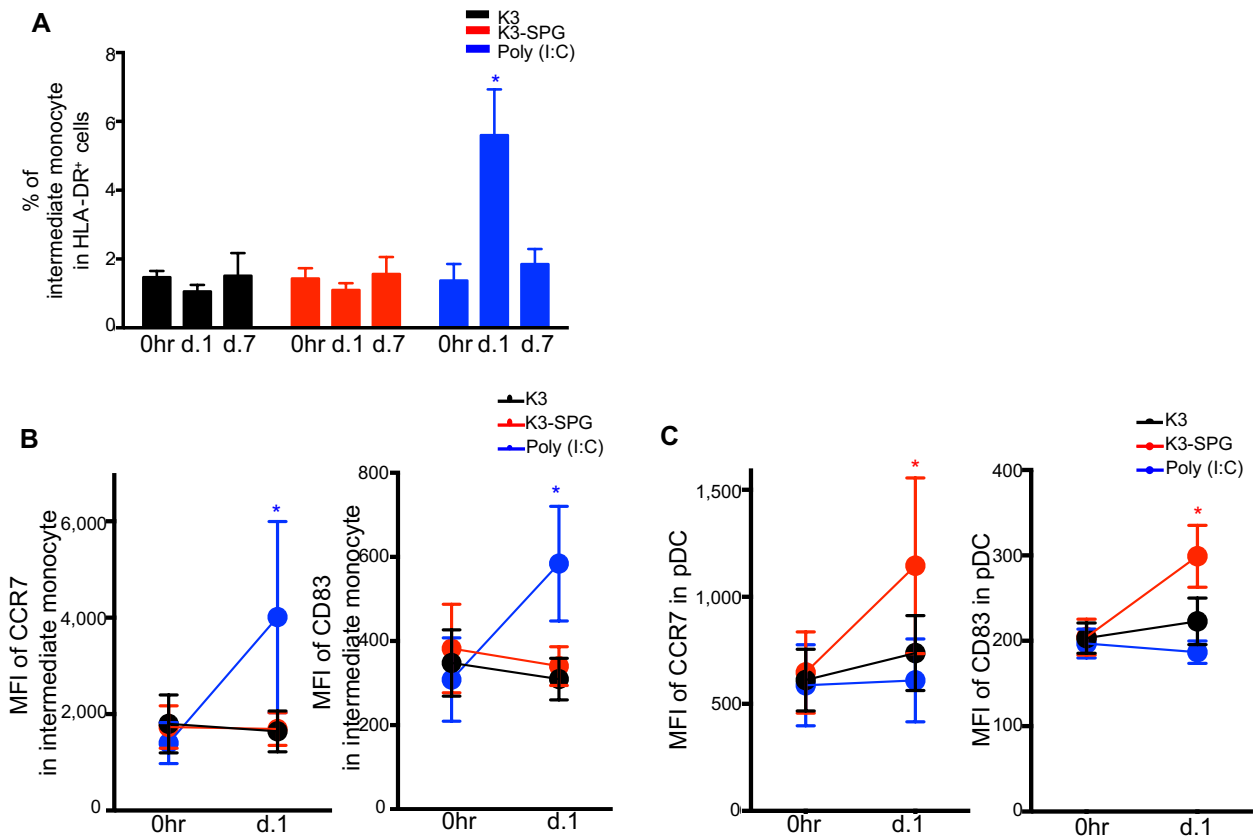 A
K3
K3-SPG
Poly (I:C)
% of
intermediate monocyte
in HLA-DR+ cells
8
6
4
2
0
*
0hr d.1 d.7
0hr d.1 d.7
0hr d.1 d.7
B
K3
K3-SPG
Poly (I:C)
MFI of CCR7
in intermediate monocyte
6,000
4,000
2,000
0
*
0hr d.1
MFI of CD83
in intermediate monocyte
800
600
400
200
0
*
0hr d.1
C
K3
K3-SPG
Poly (I:C)
MFI of CCR7 in pDC
1,500
1,000
500
0
*
0hr d.1
MFI of CD83 in pDC
400
300
200
100
0
*
0hr d.1